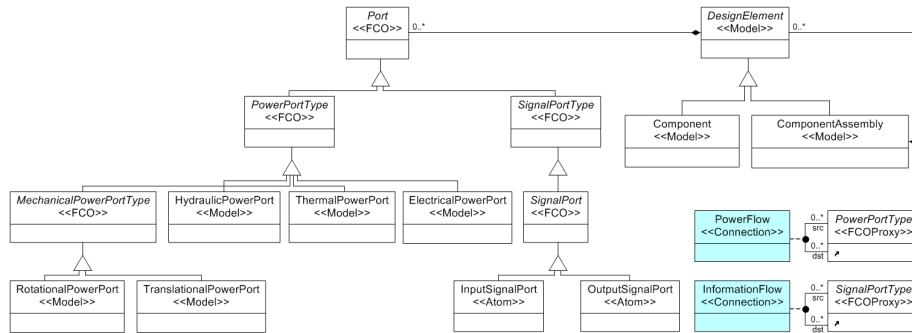 Port
<<FCO>>
0..*
DesignElement
<<Model>>
0..*
PowerPortType
<<FCO>>
SignalPortType
<<FCO>>
Component
<<Model>>
ComponentAssembly
<<Model>>
MechanicalPowerPortType
<<FCO>>
HydraulicPowerPort
<<Model>>
ThermalPowerPort
<<Model>>
ElectricalPowerPort
<<Model>>
SignalPort
<<FCO>>
PowerFlow
<<Connection>>
0..*
src
0..*
dst
PowerPortType
<<FCOProxy>>
RotationalPowerPort
<<Model>>
TranslationalPowerPort
<<Model>>
InputSignalPort
<<Atom>>
OutputSignalPort
<<Atom>>
InformationFlow
<<Connection>>
0..*
src
0..*
dst
SignalPortType
<<FCOProxy>>